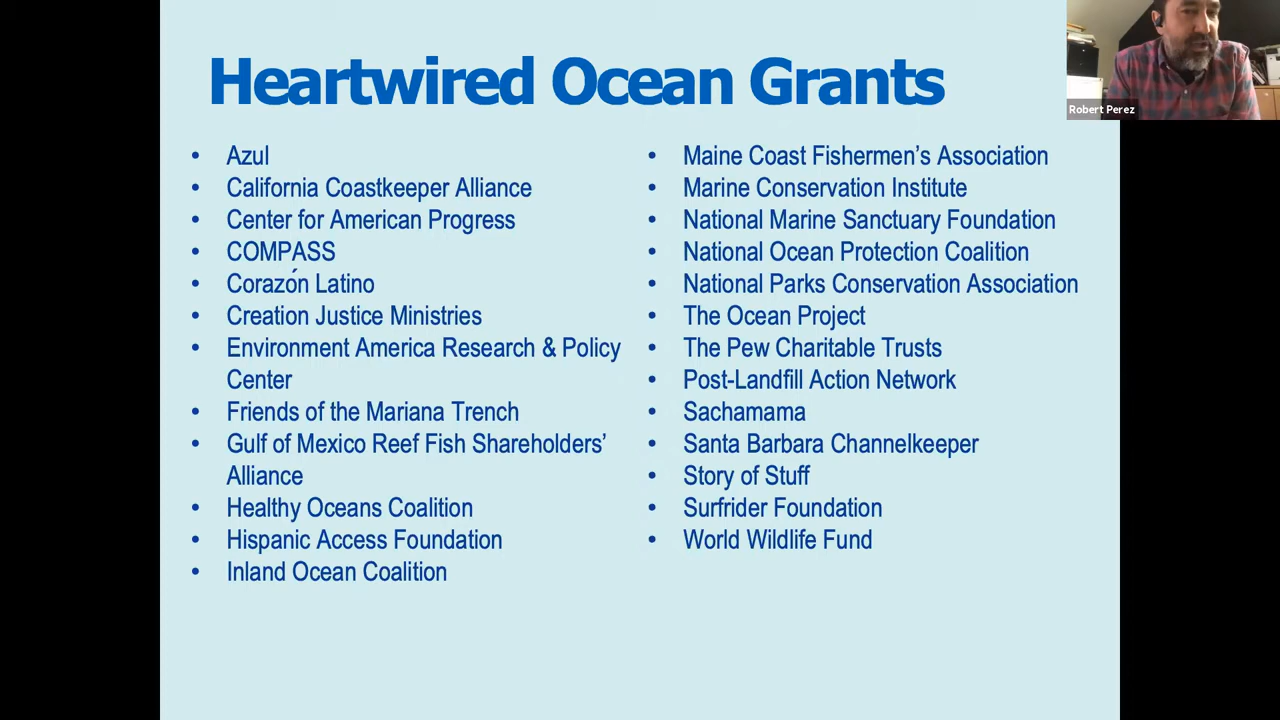 Heartwired Ocean Grants
• Azul
• California Coastkeeper Alliance
• Center for American Progress
• COMPASS
• Corazón Latino
• Creation Justice Ministries
• Environment America Research & Policy
Center
• Friends of the Mariana Trench
• Gulf of Mexico Reef Fish Shareholders’
Alliance
• Healthy Oceans Coalition
• Hispanic Access Foundation
• Inland Ocean Coalition
• Maine Coast Fishermen’s Association
• Marine Conservation Institute
• National Marine Sanctuary Foundation
• National Ocean Protection Coalition
• National Parks Conservation Association
• The Ocean Project
• The Pew Charitable Trusts
• Post-Landfill Action Network
• Sachamama
• Santa Barbara Channelkeeper
• Story of Stuff
• Surfrider Foundation
• World Wildlife Fund
Robert Perez